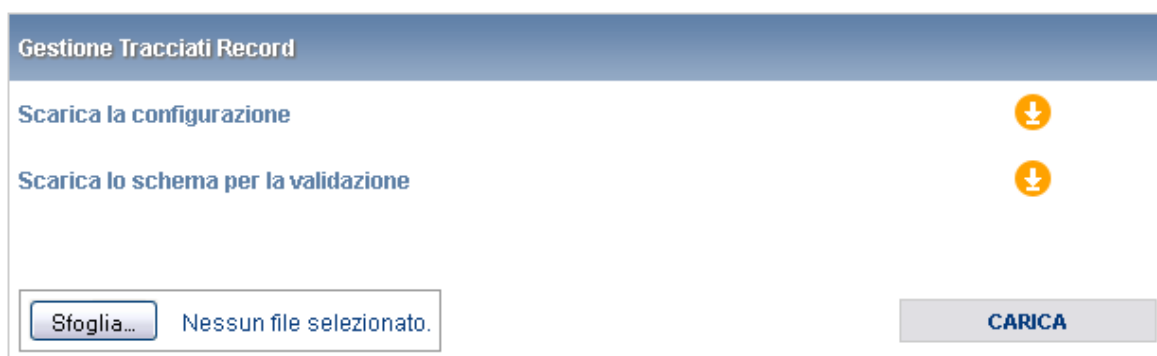 Gestione Tracciati Record
Scarica la configurazione
Scarica lo schema per la validazione
Sfoglia... Nessun file selezionato. CARICA